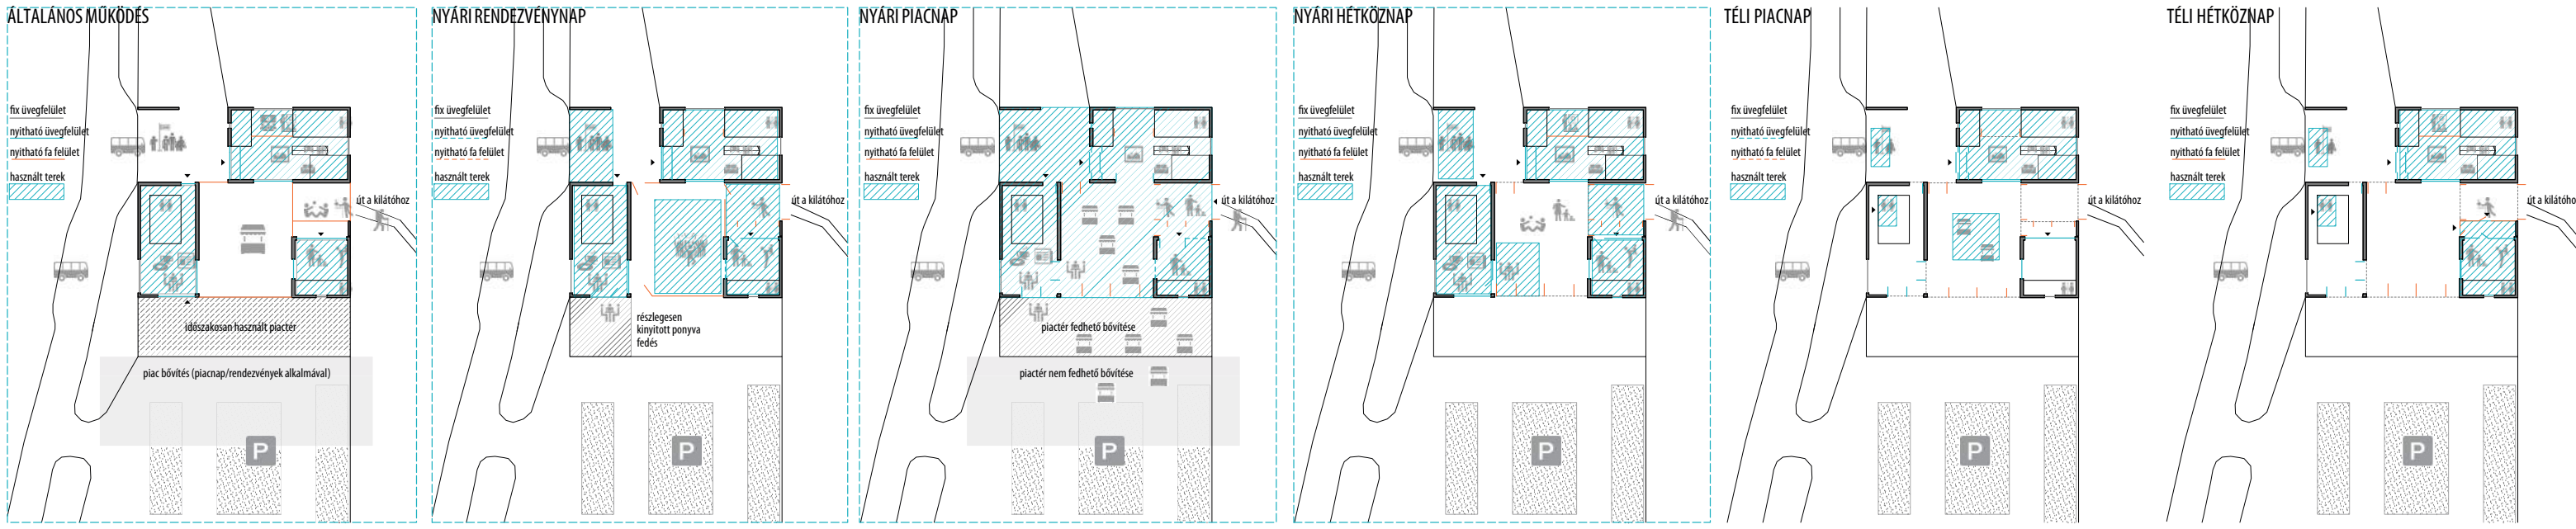 ÁLTALÁNOS MŰKÖDÉS
fix üvegfelület
nyitható üvegfelület
nyitható fa felület
használt terek
út a kilátóhoz
időszakosan használt piactér
piac bővítés (piacnap/rendezvények alkalmával)
P
NYÁRI RENDEZVÉNYNAP
fix üvegfelület
nyitható üvegfelület
nyitható fa felület
használt terek
út a kilátóhoz
részlegesen
kinyitott ponyva
fedés
P
NYÁRI PIACNAP
fix üvegfelület
nyitható üvegfelület
nyitható fa felület
használt terek
út a kilátóhoz
piactér fedhető bővítése
piactér nem fedhető bővítése
P
NYÁRI HÉTKÖZNAP
fix üvegfelület
nyitható üvegfelület
nyitható fa felület
használt terek
út a kilátóhoz
P
TÉLI PIACNAP
fix üvegfelület
nyitható üvegfelület
nyitható fa felület
használt terek
út a kilátóhoz
P
TÉLI HÉTKÖZNAP
fix üvegfelület
nyitható üvegfelület
nyitható fa felület
használt terek
út a kilátóhoz
P